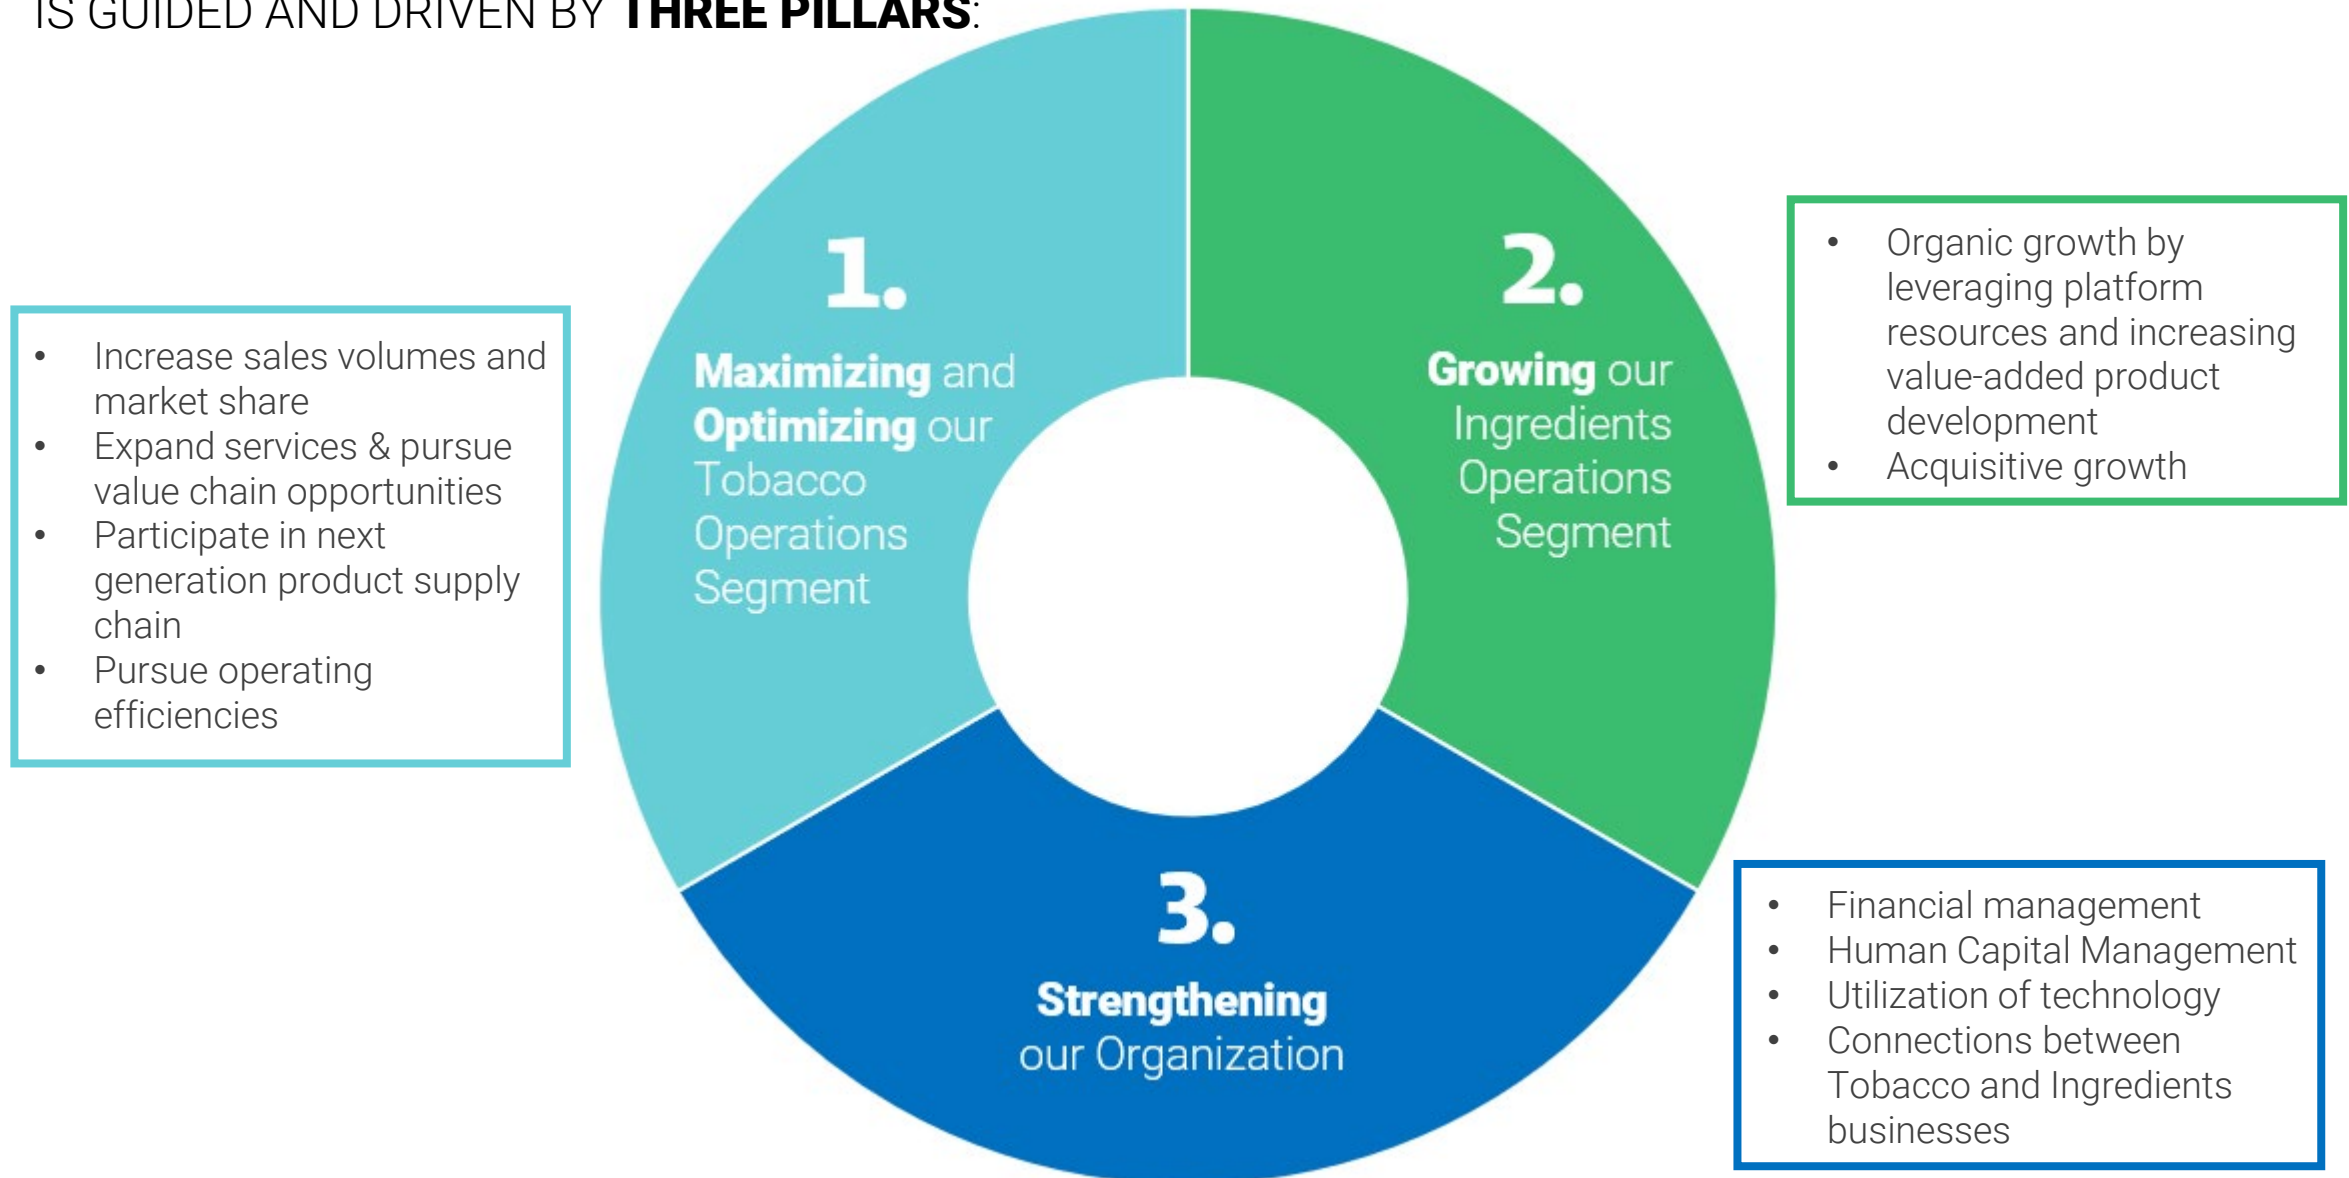 IS GUIDED AND DRIVEN BY THREE PILLARS:
1.
Maximizing and
Optimizing our
Tobacco
Operations
Segment
• Increase sales volumes and
market share
• Expand services & pursue
value chain opportunities
• Participate in next
generation product supply
chain
• Pursue operating
efficiencies
2.
Growing our
Ingredients
Operations
Segment
• Organic growth by
leveraging platform
resources and increasing
value-added product
development
• Acquisitive growth
3.
Strengthening
our Organization
• Financial management
• Human Capital Management
• Utilization of technology
• Connections between
Tobacco and Ingredients
businesses